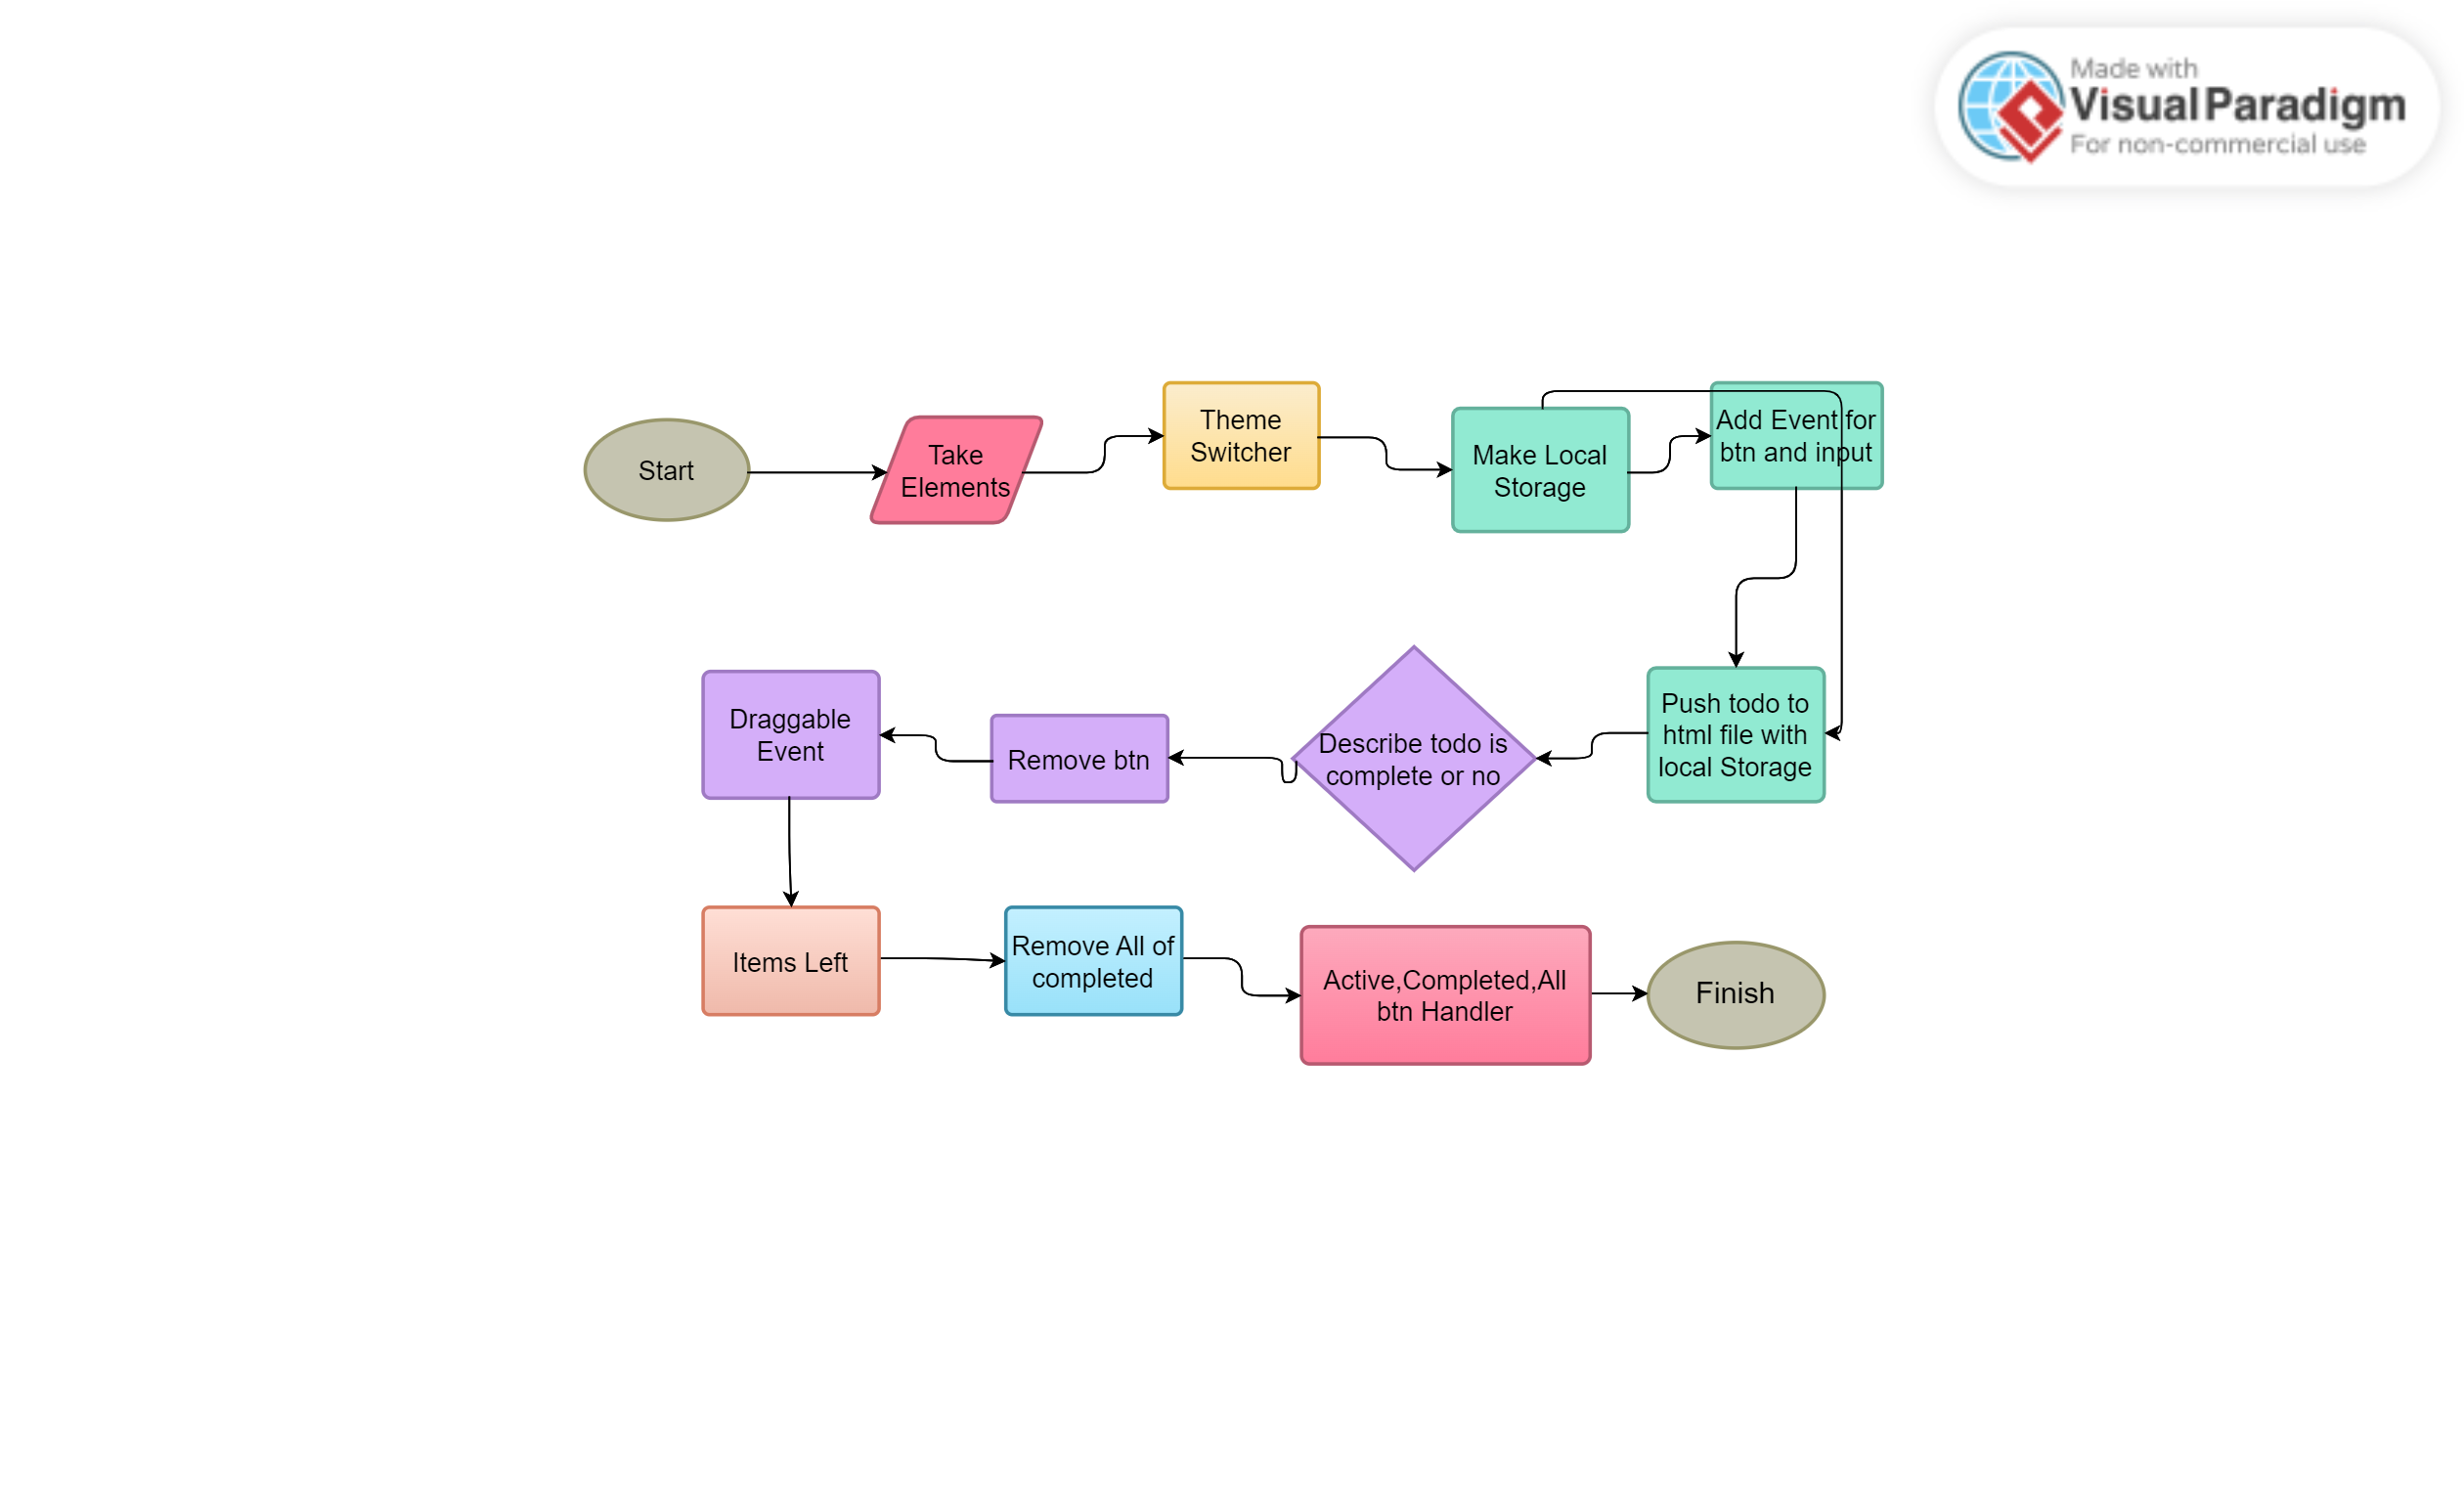 Made with
Visual Paradigm
For non-commercial use
Start
Take
Elements
Theme
Switcher
Make Local
Storage
Add Event for
btn and input
Push todo to
html file with
local Storage
Describe todo is
complete or no
Remove btn
Draggable
Event
Items Left
Remove All of
completed
Active,Completed,All
btn Handler
Finish